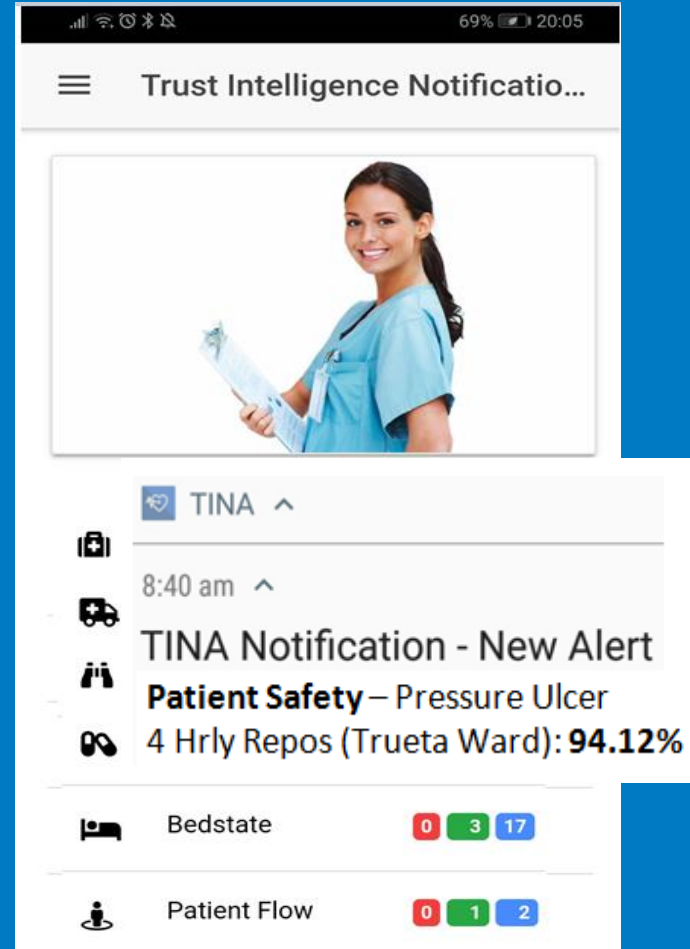 69% 20:05
Trust Intelligence Notificatio...
TINA
8:40 am
TINA Notification - New Alert
Patient Safety – Pressure Ulcer
4 Hrly Repos (Trueta Ward): 94.12%
Bedstate 0 3 17
Patient Flow 0 1 2